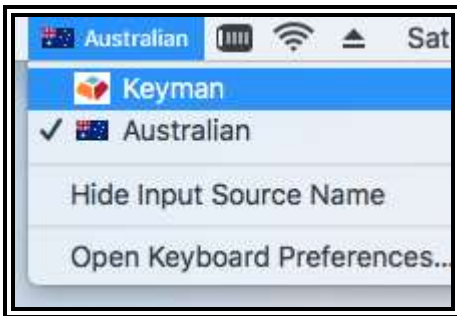 Australian Sat
Keyman
✓ Australian
Hide Input Source Name
Open Keyboard Preferences...